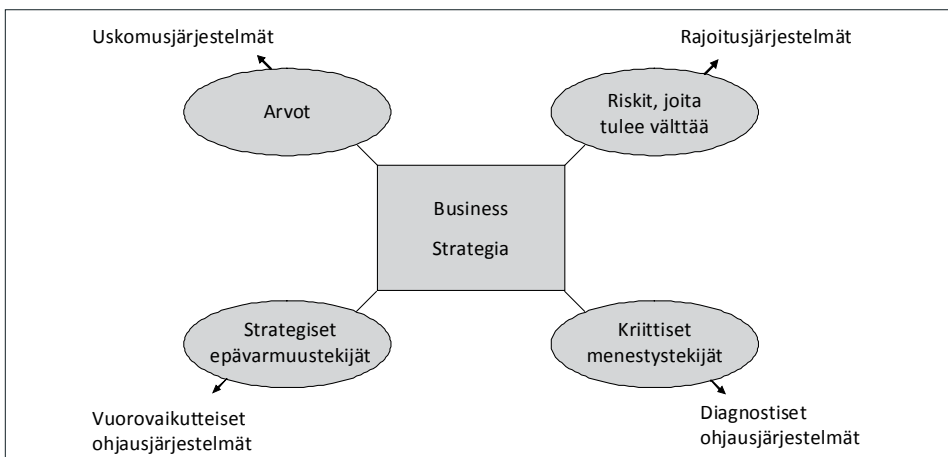 Uskomusjärjestelmät
Rajoitusjärjestelmät
Arvot
Riskit, joita
tulee välttää
Business
Strategia
Strategiset
epävarmuustekijät
Kriittiset
menestystekijät
Vuorovaikutteiset
ohjausjärjestelmät
Diagnostiset
ohjausjärjestelmät